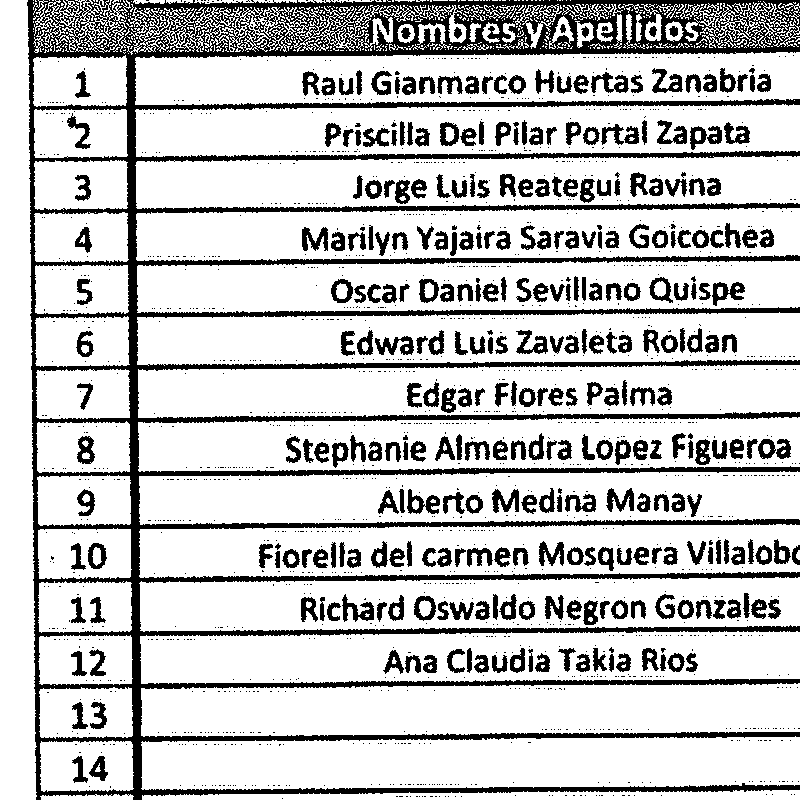 Nombres y Apellidos
1 Raul Gianmarco Huertas Zanabria
2 Priscilla Del Pilar Portal Zapata
3 Jorge Luis Reategui Ravina
4 Marilyn Yajaira Saravia Goicochea
5 Oscar Daniel Sevillano Quispe
6 Edward Luis Zavaleta Roldan
7 Edgar Flores Palma
8 Stephanie Almendra Lopez Figueroa
9 Alberto Medina Manay
10 Fiorella del carmen Mosquera
11 Richard Oswaldo Negron Gonzales
12 Ana Claudia Takia Rios
13
14